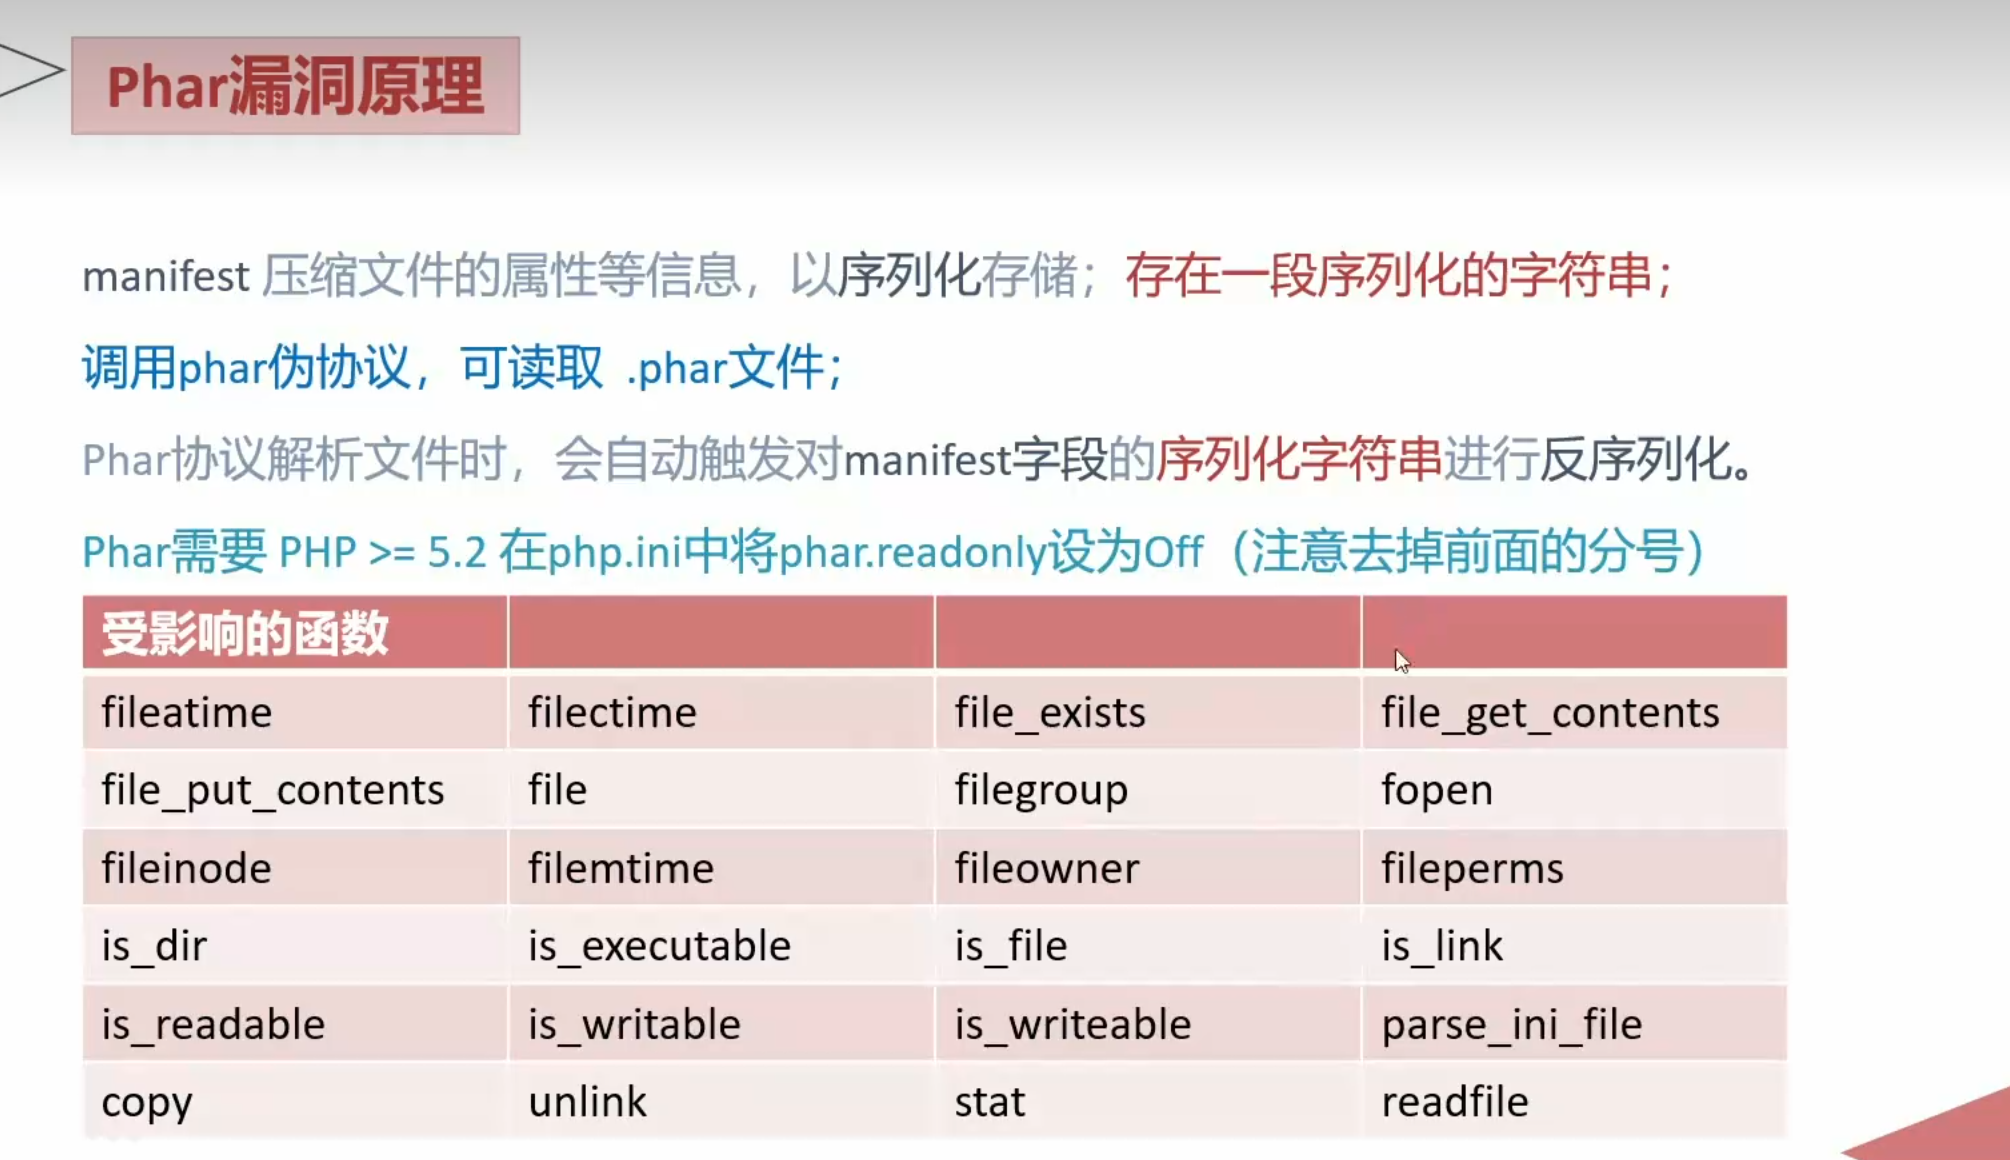 Phar漏洞原理
manifest 压缩文件的属性等信息，以序列化存储；存在一段序列化的字符串；
调用phar伪协议，可读取 .phar文件；
Phar协议解析文件时，会自动触发对manifest字段的序列化字符串进行反序列化。
Phar需要 PHP >= 5.2 在php.ini中将phar.readonly设为Off（注意去掉前面的分号）
受影响的函数
fileatime filectime file_exists file_get_contents
file_put_contents file filegroup fopen
fileinode filemtime fileowner fileperms
is_dir is_executable is_file is_link
is_readable is_writable is_writeable parse_ini_file
copy unlink stat readfile